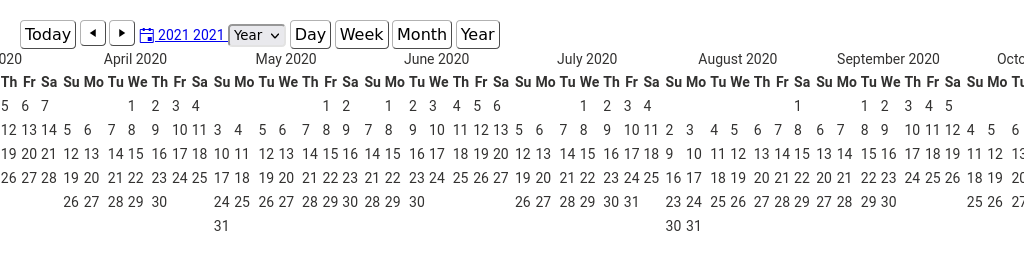 Today ◄ ► 2021 2021 Year Day Week Month Year
020 April 2020 May 2020 June 2020 July 2020 August 2020 September 2020 Octo
Th Fr Sa Su Mo Tu We Th Fr Sa Su Mo Tu We Th Fr Sa Su Mo Tu We Th Fr Sa Su Mo Tu We Th Fr Sa Su Mo Tu We Th Fr Sa Su Mo Tu We Th Fr Sa Su Mo Tu
5 6 7 1 2 3 4 1 2 1 2 3 4 5 6 1 2 3 4 1 1 2 3 4 5
12 13 14 5 6 7 8 9 10 11 3 4 5 6 7 8 9 7 8 9 10 11 12 13 5 6 7 8 9 10 11 2 3 4 5 6 7 8 6 7 8 9 10 11 12 4 5 6
19 20 21 12 13 14 15 16 17 18 10 11 12 13 14 15 16 14 15 16 17 18 19 20 12 13 14 15 16 17 18 9 10 11 12 13 14 15 13 14 15 16 17 18 19 11 12 13
26 27 28 19 20 21 22 23 24 25 17 18 19 20 21 22 23 21 22 23 24 25 26 27 19 20 21 22 23 24 25 16 17 18 19 20 21 22 20 21 22 23 24 25 26 18 19 20
26 27 28 29 30 24 25 26 27 28 29 30 28 29 30 26 27 28 29 30 31 23 24 25 26 27 28 29 27 28 29 30 25 26 27
31 30 31